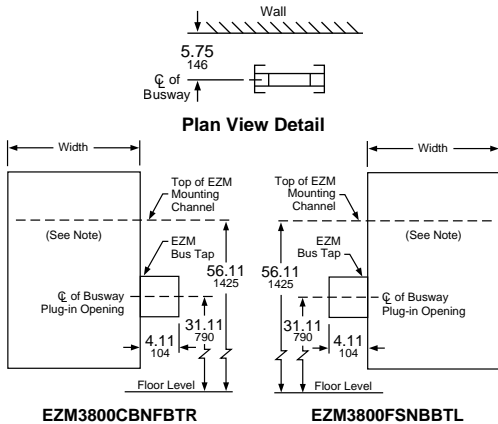 Wall
5.75
146
℄ of
Busway
Plan View Detail
Width
Top of EZM
Mounting
Channel
(See Note)
EZM
Bus Tap
56.11
1425
℄ of Busway
Plug-in Opening
31.11
790
4.11
104
Floor Level
EZM3800CBNFBTR
Width
Top of EZM
Mounting
Channel
(See Note)
EZM
Bus Tap
56.11
1425
℄ of Busway
Plug-in Opening
31.11
790
4.11
104
Floor Level
EZM3800FSNBBTL